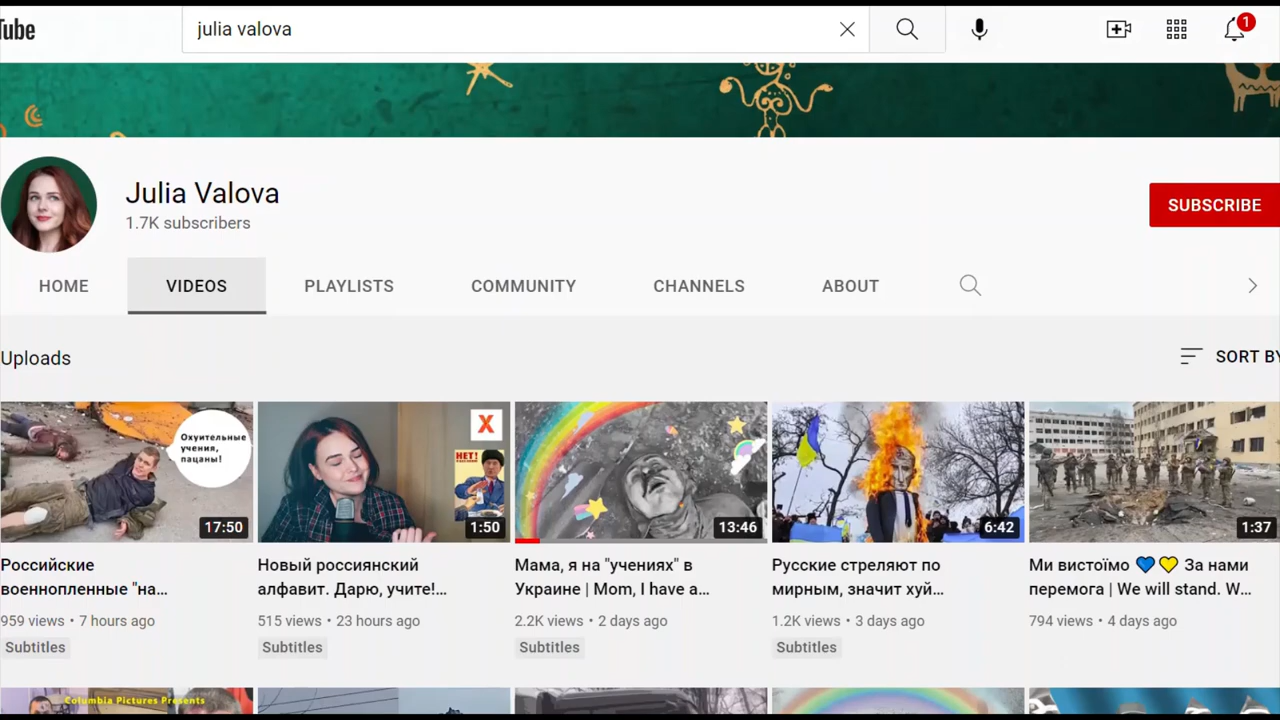 Tube
julia valova
1
Julia Valova
1.7K subscribers
SUBSCRIBE
HOME
VIDEOS
PLAYLISTS
COMMUNITY
CHANNELS
ABOUT
Uploads
SORT BY
Охуительные
учения,
пацаны!
17:50
X
НЕТ!
1:50
13:46
6:42
1:37
Российские
военнопленные "на...
959 views • 7 hours ago
Subtitles
Новый россиянский
алфавит. Дарю, учите!...
515 views • 23 hours ago
Subtitles
Мама, я на "учениях" в
Украине | Mom, I have a...
2.2K views • 2 days ago
Subtitles
Русские стреляют по
мирным, значит хуй...
1.2K views • 3 days ago
Subtitles
Ми вистоїмо 💙💛 За нами
перемога | We will stand. W...
794 views • 4 days ago
Columbia Pictures Presents